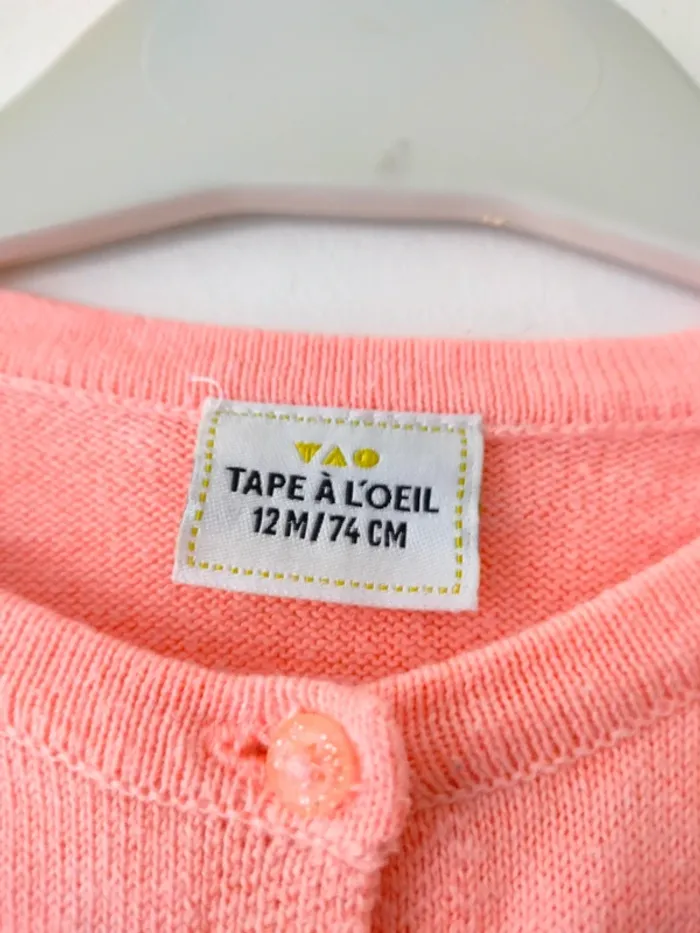 TAO
TAPE À L'OEIL
12 M/74 CM